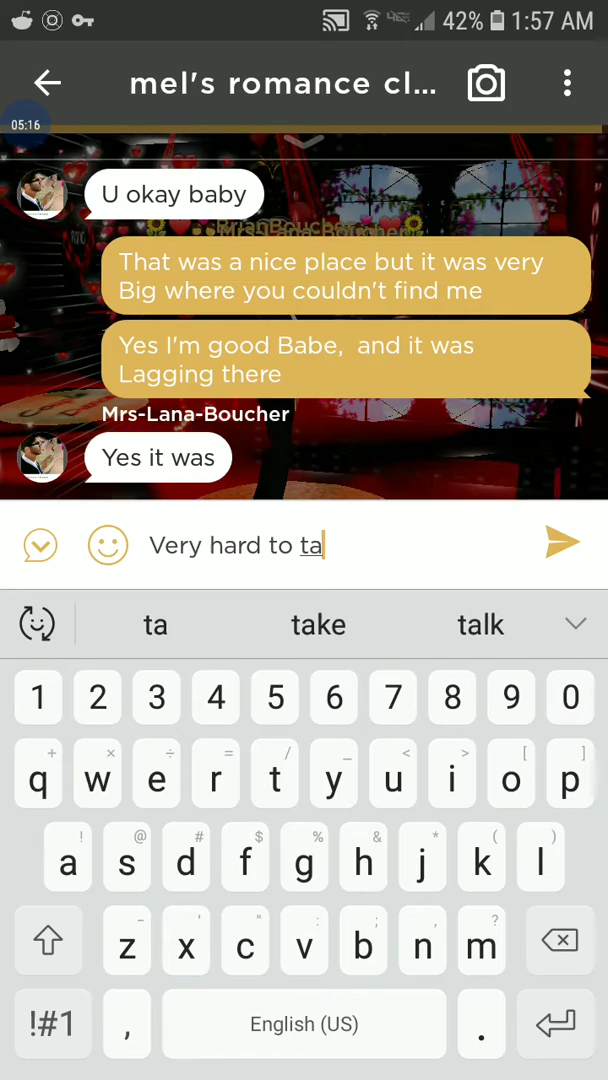 42% 1:57 AM
mel's romance cl...
05:16
U okay baby
That was a nice place but it was very
Big where you couldn't find me
Yes I'm good Babe,  and it was
Lagging there
Mrs-Lana-Boucher
Yes it was
Very hard to ta
ta take talk
1 2 3 4 5 6 7 8 9 0
+ × ÷ = / _ < > [ ]
q w e r t y u i o p
! @ # $ % & * ( )
a s d f g h j k l
- ' " : ; , ?
z x c v b n m
!#1 , English (US) .